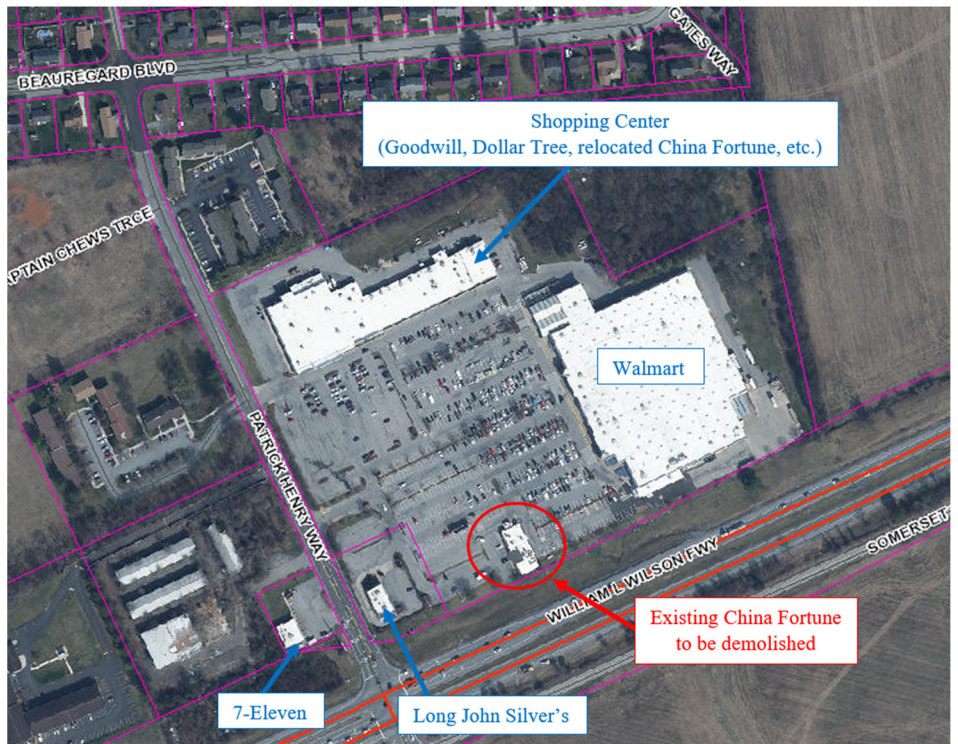 GATES WAY
BEAUREGARD BLVD
Shopping Center
(Goodwill, Dollar Tree, relocated China Fortune, etc.)
APTAIN CHEWS TRCE
Walmart
PATRICK HENRY WAY
SOMERSET
WILLIAM L WILSON FWY
Existing China Fortune
to be demolished
7-Eleven
Long John Silver's